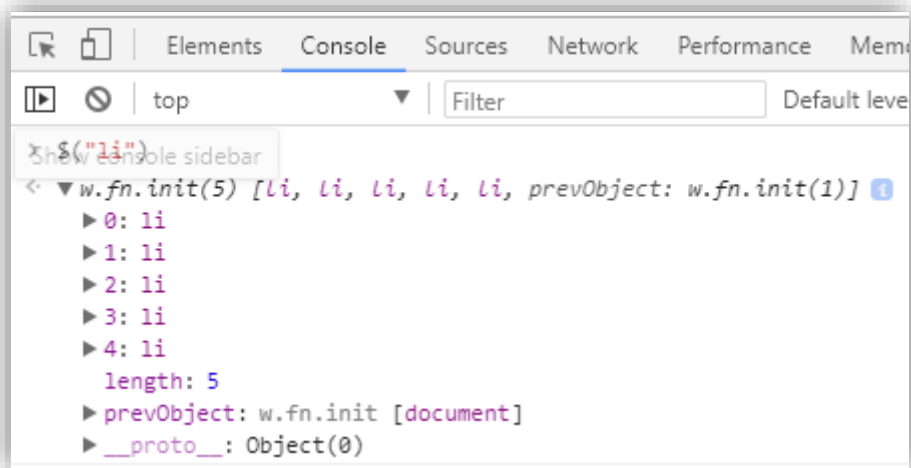 Elements Console Sources Network Performance Mem
top ▼ Filter Default leve
> $("li")
Show console sidebar
<· ▼w.fn.init(5) [li, li, li, li, li, prevObject: w.fn.init(1)] i
▶0: li
▶1: li
▶2: li
▶3: li
▶4: li
length: 5
▶prevObject: w.fn.init [document]
▶__proto__: Object(0)